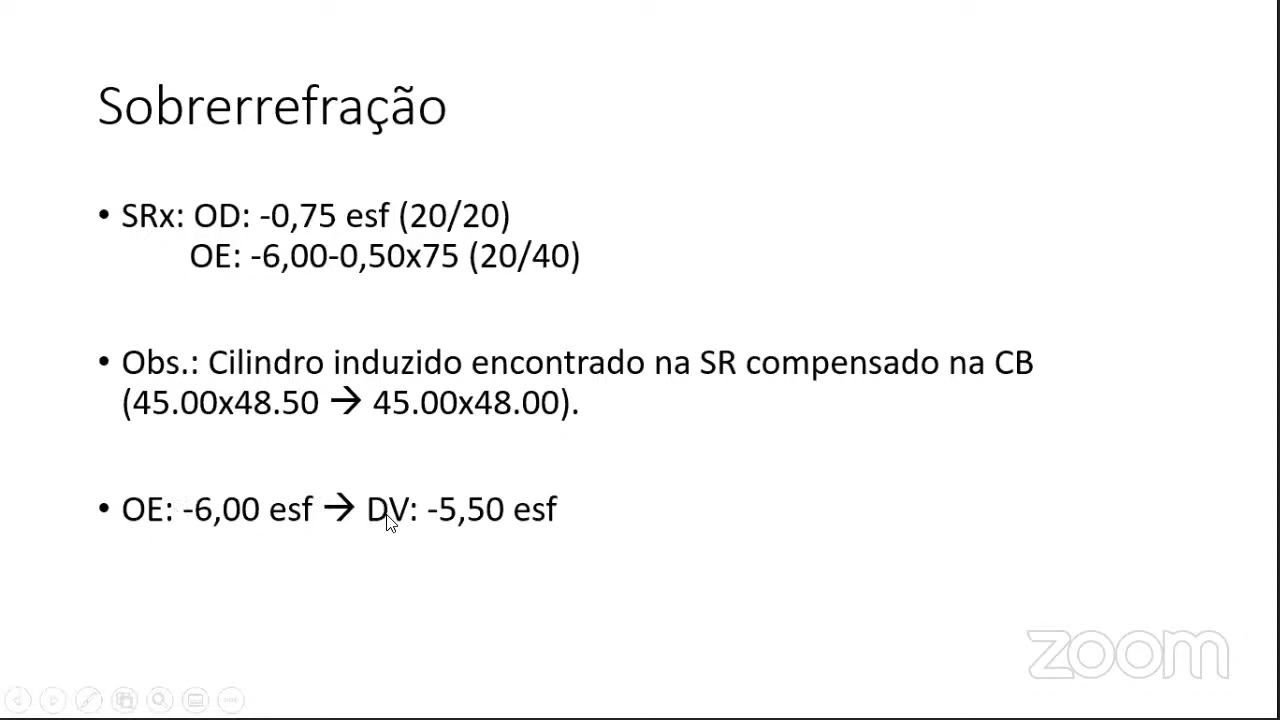 Sobrerrefração
• SRx: OD: -0,75 esf (20/20)
OE: -6,00-0,50x75 (20/40)
• Obs.: Cilindro induzido encontrado na SR compensado na CB
(45.00x48.50 → 45.00x48.00).
• OE: -6,00 esf → DV: -5,50 esf
zoom